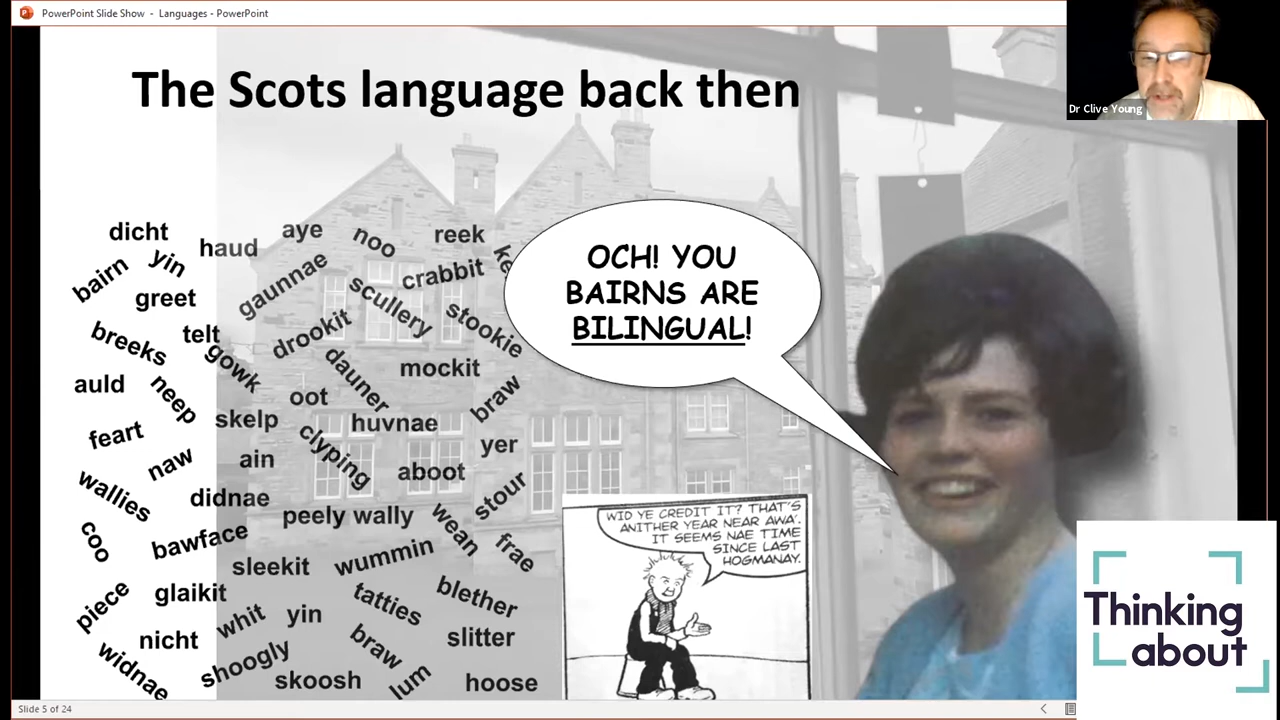 PowerPoint Slide Show - Languages - PowerPoint
Dr Clive Young
The Scots language back then
dicht
haud
aye
noo
reek
bairn
yin
greet
gaunnae
scullery
crabbit
stookie
breeks
telt
gowk
drookit
dauner
mockit
auld
neep
skelp
oot
huvnae
braw
feart
naw
ain
clyping
aboot
yer
wallies
didnae
peely wally
wean
stour
coo
bawface
sleekit
wummin
frae
piece
glaikit
whit
yin
tatties
blether
nicht
widnae
shoogly
skoosh
braw
lum
slitter
hoose
OCH! YOU
BAIRNS ARE
BILINGUAL!
WID YE CREDIT IT? THAT'S
ANITHER YEAR NEAR AWA'.
IT SEEMS NAE TIME
SINCE LAST
HOGMANAY.
Thinking
about
Slide 5 of 24